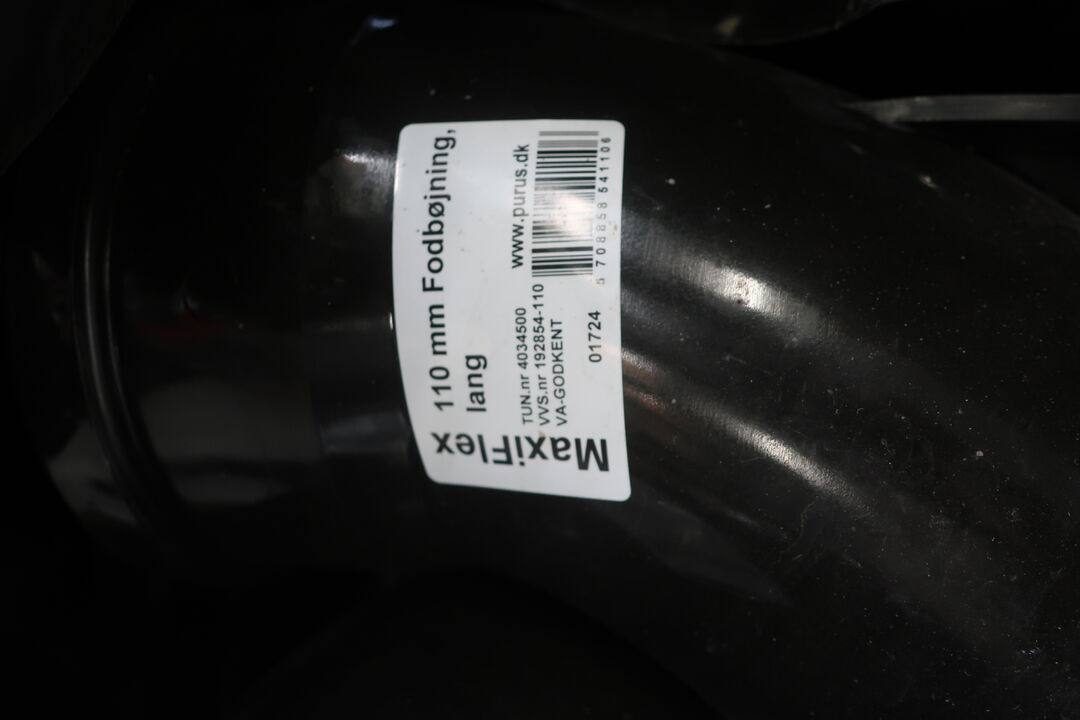 MaxiFlex
110 mm Fodbøjning,
lang
TUN.nr 4034500
VVS.nr 192854-110
VA-GODKENT
www.purus.dk
01724
5 708858 541106